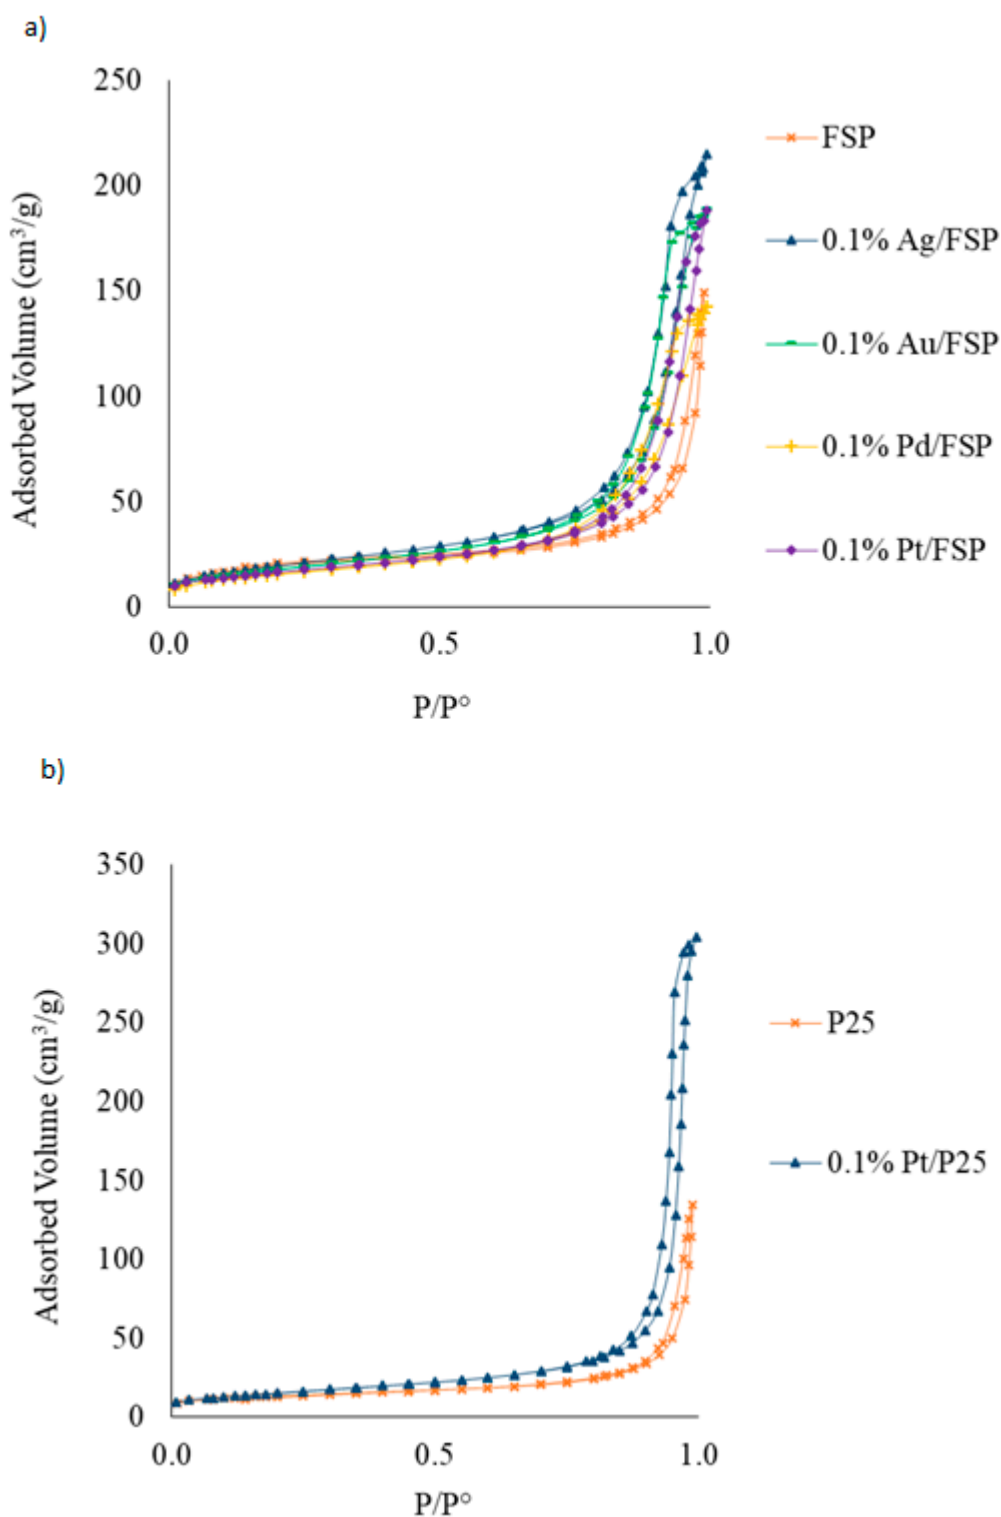 a)
250
200
150
100
50
0
Adsorbed Volume (cm³/g)
0.0 0.5 1.0
P/P°
FSP
0.1% Ag/FSP
0.1% Au/FSP
0.1% Pd/FSP
0.1% Pt/FSP
b)
350
300
250
200
150
100
50
0
Adsorbed Volume (cm³/g)
0.0 0.5 1.0
P/P°
P25
0.1% Pt/P25